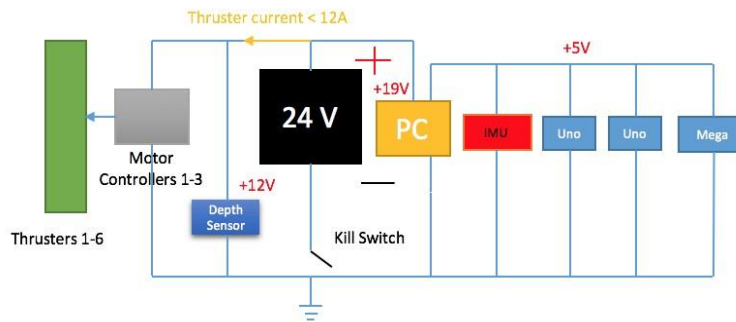 Thruster current < 12A
+5V
+19V
24 V
PC
IMU
Uno
Uno
Mega
Motor
Controllers 1-3
+12V
Depth
Sensor
Kill Switch
Thrusters 1-6